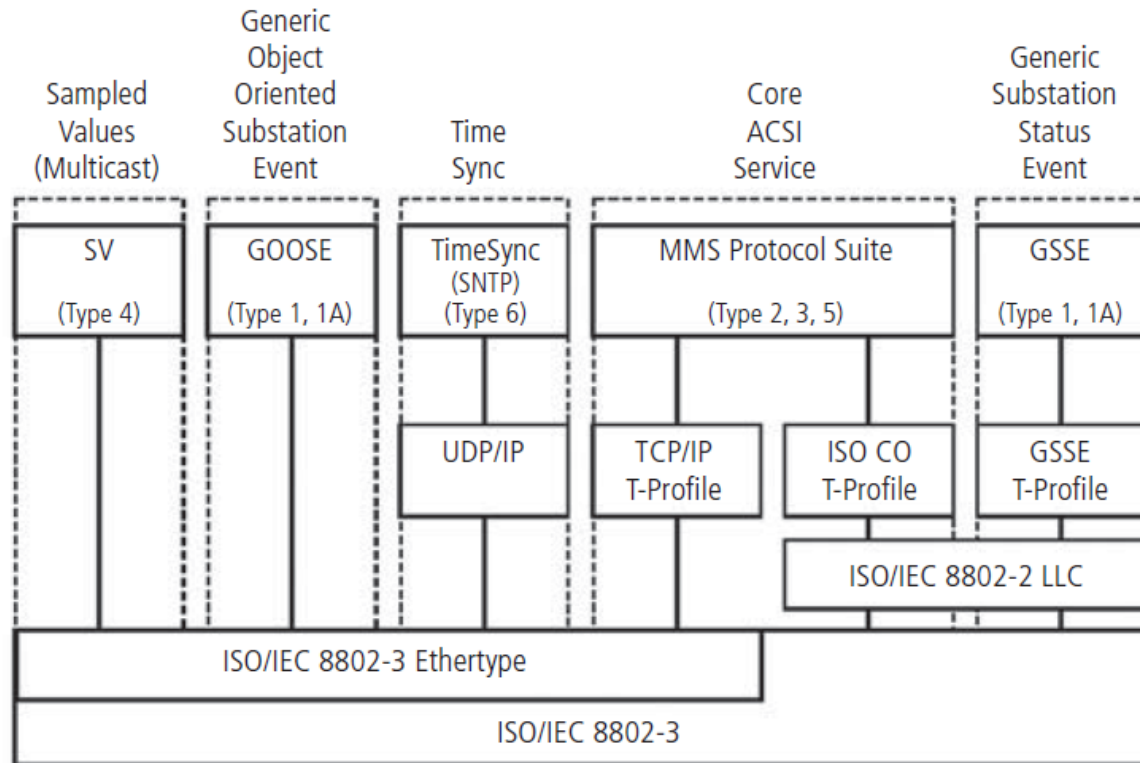 Sampled
Values
(Multicast)
Generic
Object
Oriented
Substation
Event
Time
Sync
Core
ACSI
Service
Generic
Substation
Status
Event
SV
(Type 4)
GOOSE
(Type 1, 1A)
TimeSync
(SNTP)
(Type 6)
MMS Protocol Suite
(Type 2, 3, 5)
GSSE
(Type 1, 1A)
UDP/IP
TCP/IP
T-Profile
ISO CO
T-Profile
GSSE
T-Profile
ISO/IEC 8802-2 LLC
ISO/IEC 8802-3 Ethertype
ISO/IEC 8802-3